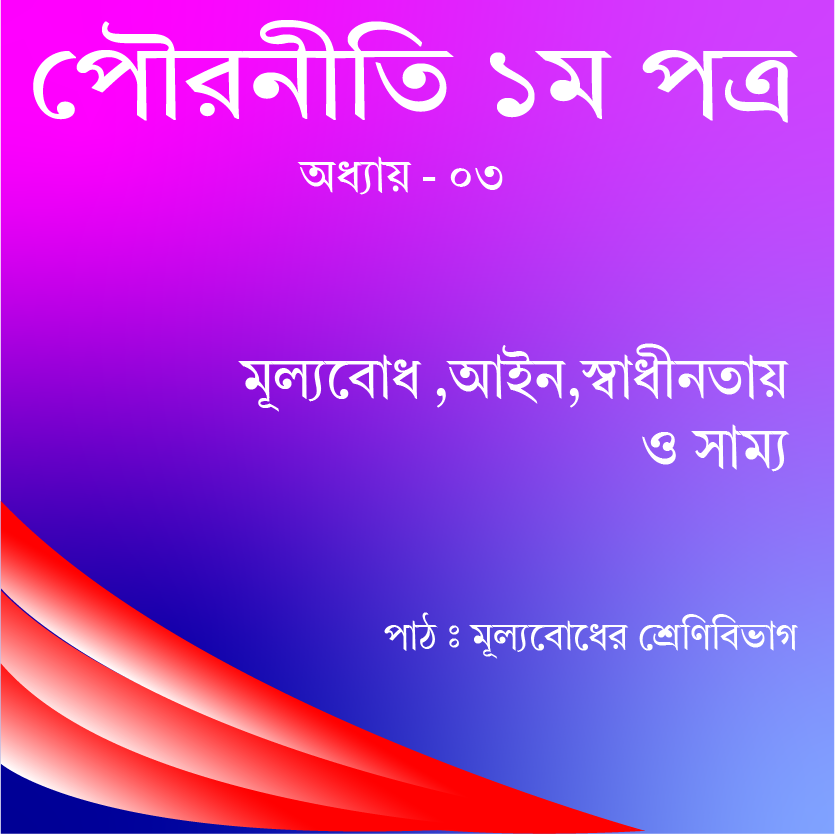 পৌরনীতি ১ম পত্র
অধ্যায় - ০৩
মূল্যবোধ ,আইন,স্বাধীনতায়
ও সাম্য
পাঠ ঃ মূল্যবোধের শ্রেণিবিভাগ